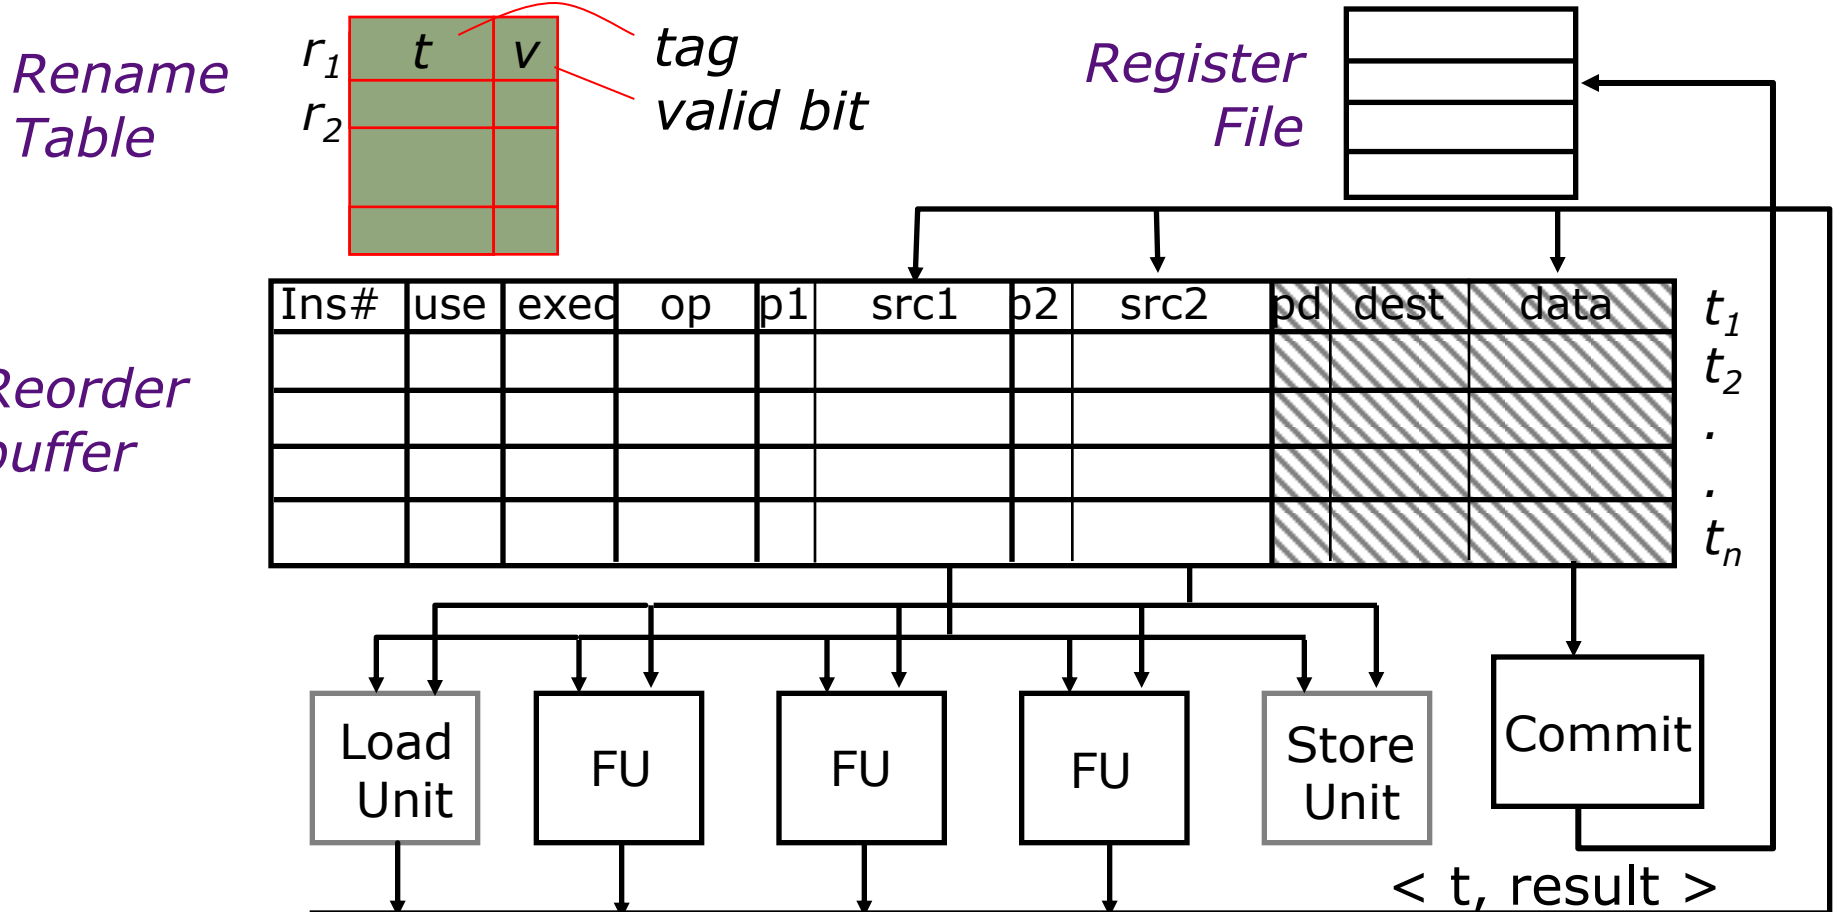 Rename
Table
r1 t v
r2
tag
valid bit
Register
File
Ins# use exec op p1 src1 p2 src2 pd dest data
t1
t2
.
.
tn
Reorder
buffer
Load
Unit
FU
FU
FU
Store
Unit
Commit
< t, result >